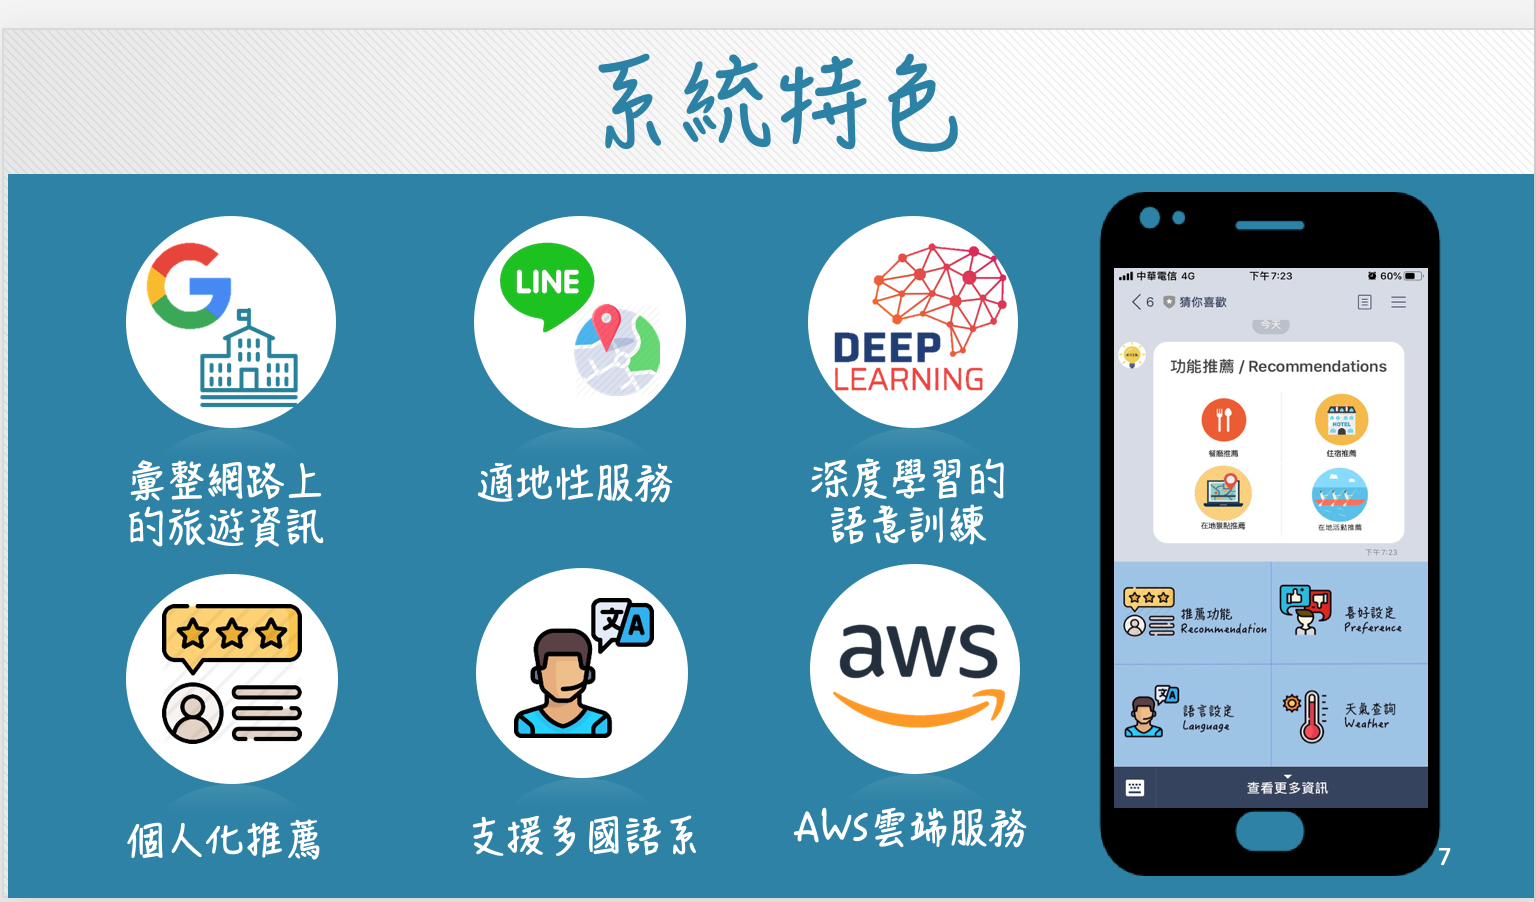 系統特色
LINE
DEEP
LEARNING
彙整網路上
的旅遊資訊
適地性服務
深度學習的
語意訓練
文A
aws
個人化推薦
支援多國語系
AWS雲端服務
中華電信 4G
下午7:23
60%
6
猜你喜歡
今天
功能推薦 / Recommendations
HOTEL
餐廳推薦
住宿推薦
在地景點推薦
在地活動推薦
下午7:23
推薦功能
Recommendation
喜好設定
Preference
文A
語言設定
Language
天氣查詢
Weather
查看更多資訊
7